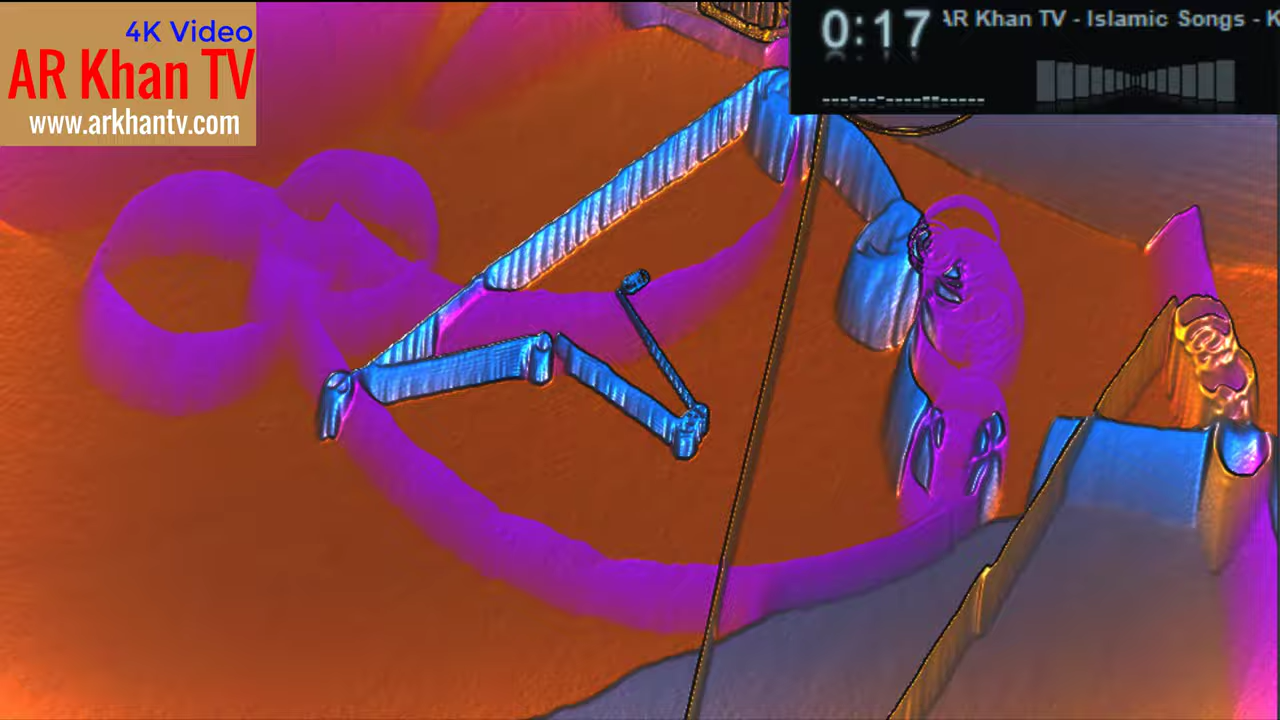 4K Video
AR Khan TV
www.arkhantv.com
0:17
AR Khan TV - Islamic Songs - K